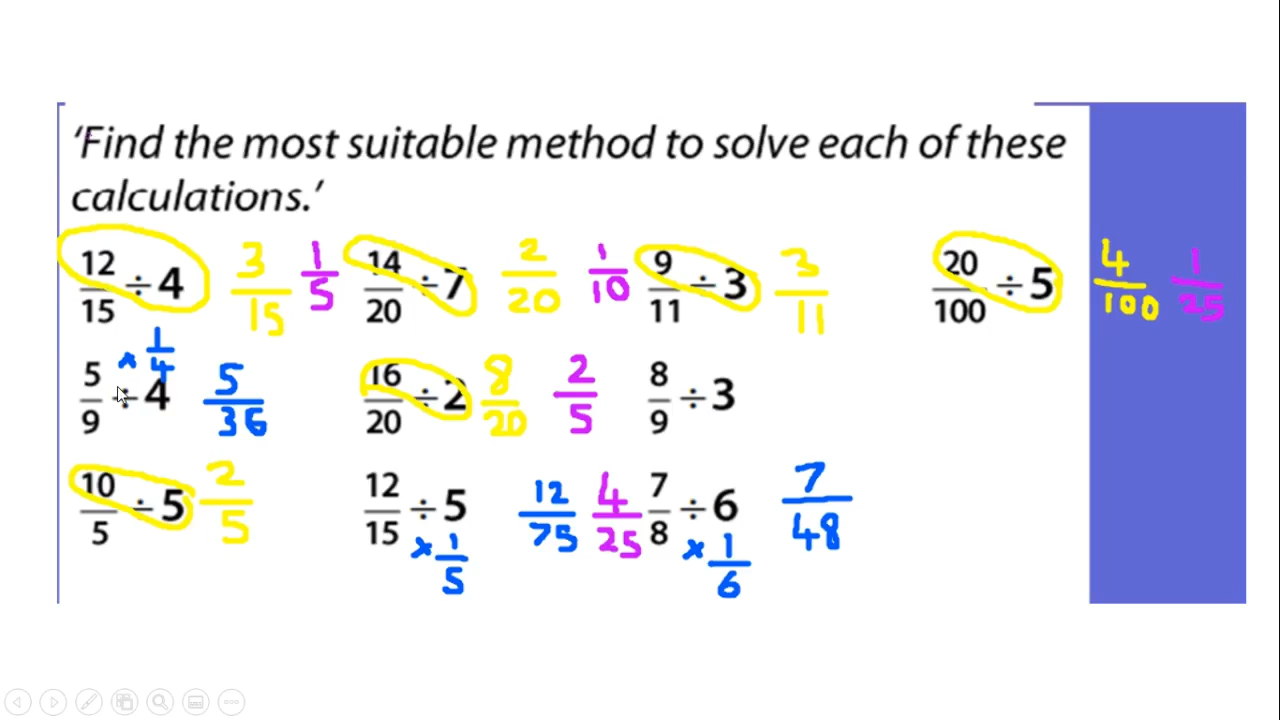 'Find the most suitable method to solve each of these
calculations.'
12/15 ÷ 4 3/15 1/5 14/20 ÷ 7 2/20 1/10 9/11 ÷ 3 3/11 20/100 ÷ 5 4/100 1/25
5/9 ÷ 4 × 1/4 5/36 16/20 ÷ 2 8/20 2/5 8/9 ÷ 3
10/5 ÷ 5 2/5 12/15 ÷ 5 × 1/5 12/75 4/25 7/8 ÷ 6 × 1/6 7/48